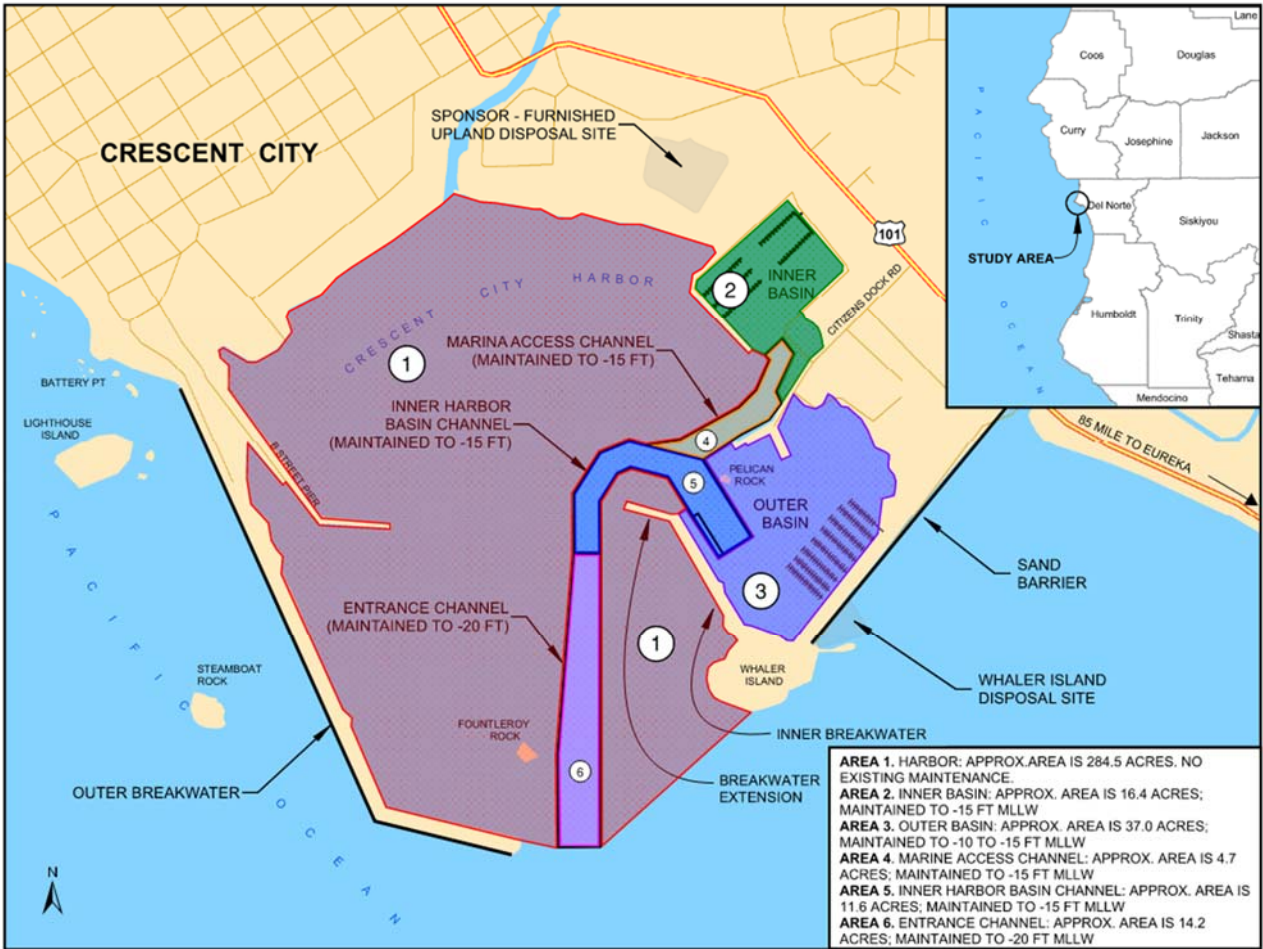 CRESCENT CITY
SPONSOR - FURNISHED
UPLAND DISPOSAL SITE
101
CITIZENS DOCK RD
INNER
BASIN
2
CRESCENT CITY HARBOR
1
MARINA ACCESS CHANNEL
(MAINTAINED TO -15 FT)
INNER HARBOR
BASIN CHANNEL
(MAINTAINED TO -15 FT)
4
5
PELICAN
ROCK
OUTER
BASIN
3
BATTERY PT
LIGHTHOUSE
ISLAND
B STREET PIER
PACIFIC OCEAN
ENTRANCE CHANNEL
(MAINTAINED TO -20 FT)
1
STEAMBOAT
ROCK
FOUNTLEROY
ROCK
6
WHALER
ISLAND
SAND
BARRIER
WHALER ISLAND
DISPOSAL SITE
INNER BREAKWATER
BREAKWATER
EXTENSION
OUTER BREAKWATER
N
85 MILE TO EUREKA
Lane
Coos
Douglas
Curry
Josephine
Jackson
Del Norte
Siskiyou
STUDY AREA
Humboldt
Trinity
Shasta
Tehama
Mendocino
PACIFIC OCEAN
AREA 1. HARBOR: APPROX.AREA IS 284.5 ACRES. NO
EXISTING MAINTENANCE.
AREA 2. INNER BASIN: APPROX. AREA IS 16.4 ACRES;
MAINTAINED TO -15 FT MLLW
AREA 3. OUTER BASIN: APPROX. AREA IS 37.0 ACRES;
MAINTAINED TO -10 TO -15 FT MLLW
AREA 4. MARINE ACCESS CHANNEL: APPROX. AREA IS 4.7
ACRES; MAINTAINED TO -15 FT MLLW
AREA 5. INNER HARBOR BASIN CHANNEL: APPROX. AREA IS
11.6 ACRES; MAINTAINED TO -15 FT MLLW
AREA 6. ENTRANCE CHANNEL: APPROX. AREA IS 14.2
ACRES; MAINTAINED TO -20 FT MLLW